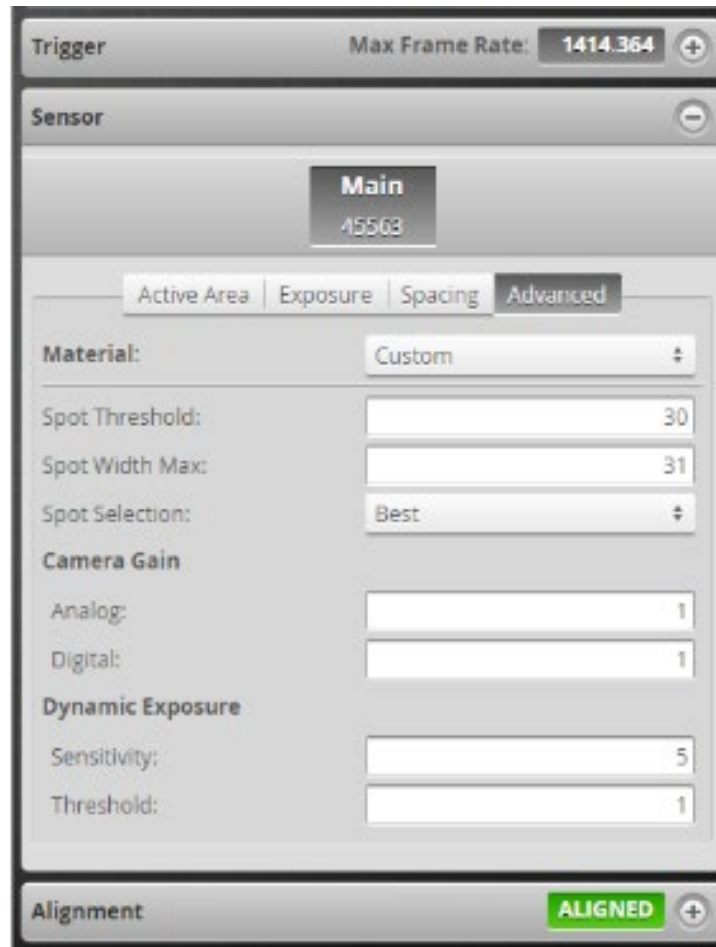 Trigger Max Frame Rate: 1414.364
Sensor
Main
45563
Active Area Exposure Spacing Advanced
Material: Custom
Spot Threshold: 30
Spot Width Max: 31
Spot Selection: Best
Camera Gain
Analog: 1
Digital: 1
Dynamic Exposure
Sensitivity: 5
Threshold: 1
Alignment ALIGNED